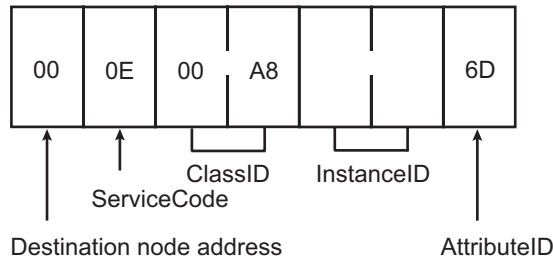 00 0E 00 A8 6D
ClassID InstanceID
ServiceCode
Destination node address AttributeID